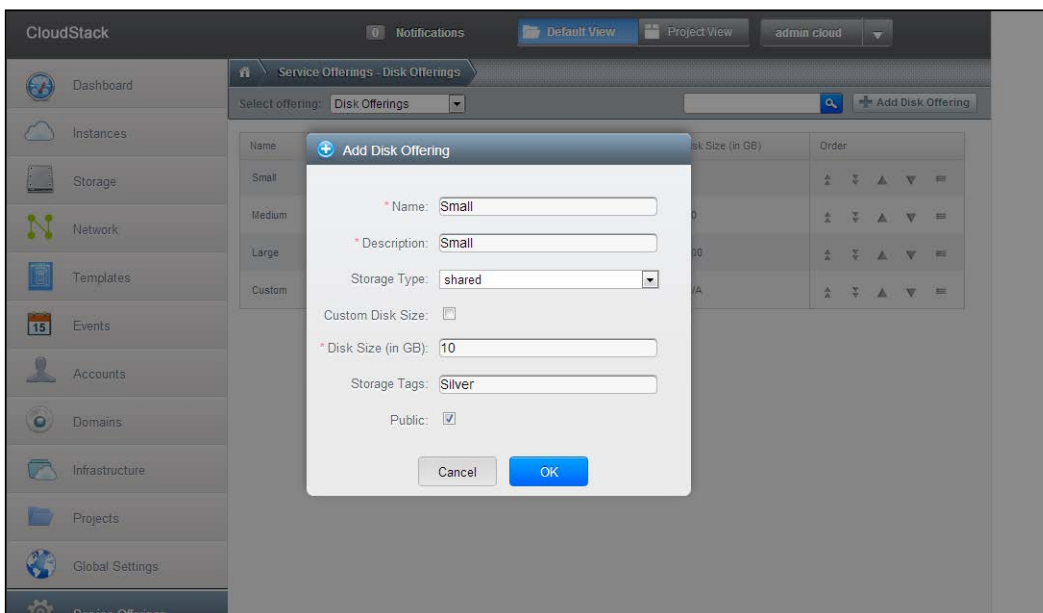 CloudStack
0 Notifications
Default View
Project View
admin cloud
Dashboard
Instances
Storage
Network
Templates
15 Events
Accounts
Domains
Infrastructure
Projects
Global Settings
Service Offerings
Service Offerings - Disk Offerings
Select offering: Disk Offerings
Add Disk Offering
Name
Disk Size (in GB)
Order
Small
Medium
Large
Custom
Add Disk Offering
* Name: Small
* Description: Small
Storage Type: shared
Custom Disk Size:
* Disk Size (in GB): 10
Storage Tags: Silver
Public:
Cancel
OK